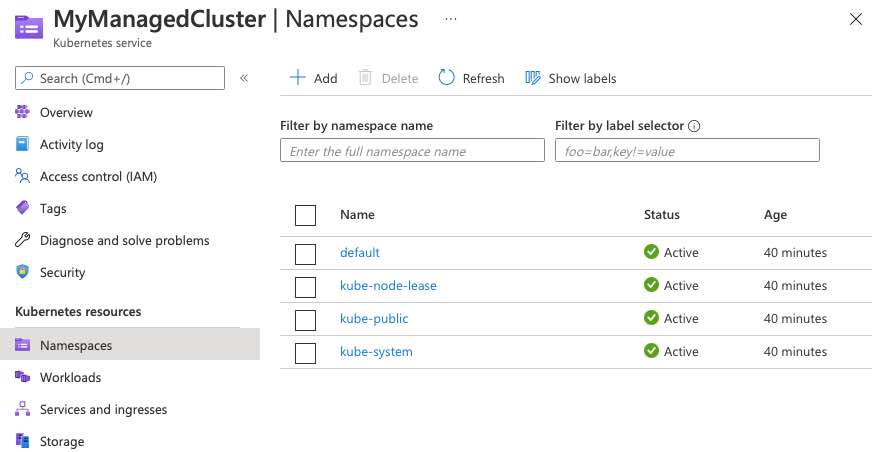 MyManagedCluster | Namespaces ...
Kubernetes service
Search (Cmd+/)
«
Overview
Activity log
Access control (IAM)
Tags
Diagnose and solve problems
Security
Kubernetes resources
Namespaces
Workloads
Services and ingresses
Storage
Add Delete Refresh Show labels
Filter by namespace name Filter by label selector
Enter the full namespace name foo=bar,key!=value
Name Status Age
default Active 40 minutes
kube-node-lease Active 40 minutes
kube-public Active 40 minutes
kube-system Active 40 minutes